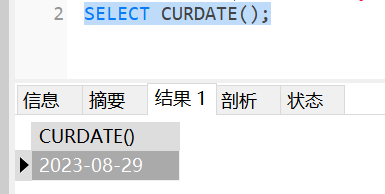 2 SELECT CURDATE();
信息 摘要 结果 1 剖析 状态
CURDATE()
2023-08-29